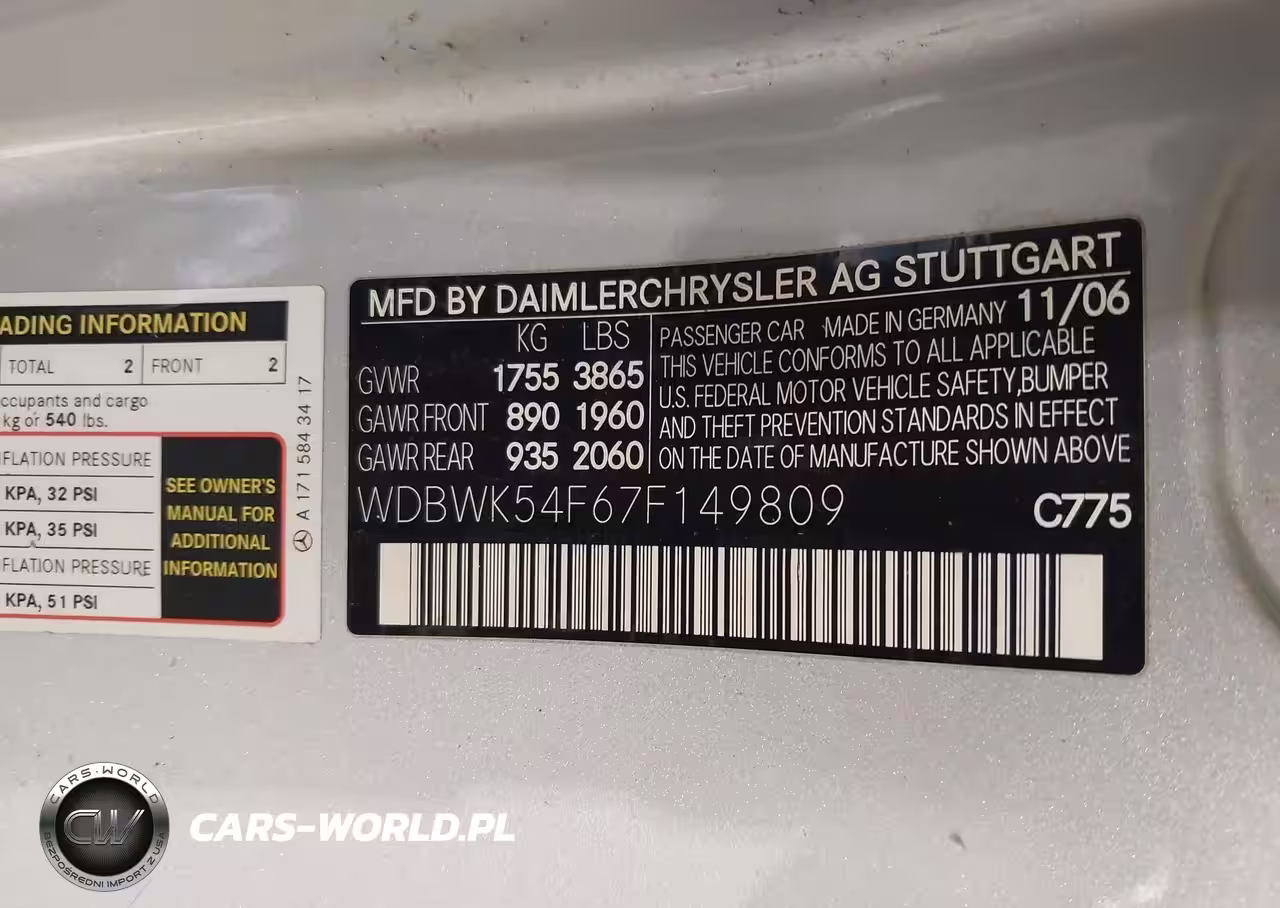 ADING INFORMATION
TOTAL 2 FRONT 2
ccupants and cargo
kg or 540 lbs.
FLATION PRESSURE
KPA, 32 PSI
KPA, 35 PSI
FLATION PRESSURE
KPA, 51 PSI
SEE OWNER'S
MANUAL FOR
ADDITIONAL
INFORMATION
A 171 584 34 17
MFD BY DAIMLERCHRYSLER AG STUTTGART
KG LBS
GVWR 1755 3865
GAWR FRONT 890 1960
GAWR REAR 935 2060
PASSENGER CAR MADE IN GERMANY 11/06
THIS VEHICLE CONFORMS TO ALL APPLICABLE
U.S. FEDERAL MOTOR VEHICLE SAFETY,BUMPER
AND THEFT PREVENTION STANDARDS IN EFFECT
ON THE DATE OF MANUFACTURE SHOWN ABOVE
WDBWK54F67F149809 C775
CARS-WORLD
CW
BEZPOŚREDNI IMPORT Z USA
CARS-WORLD.PL